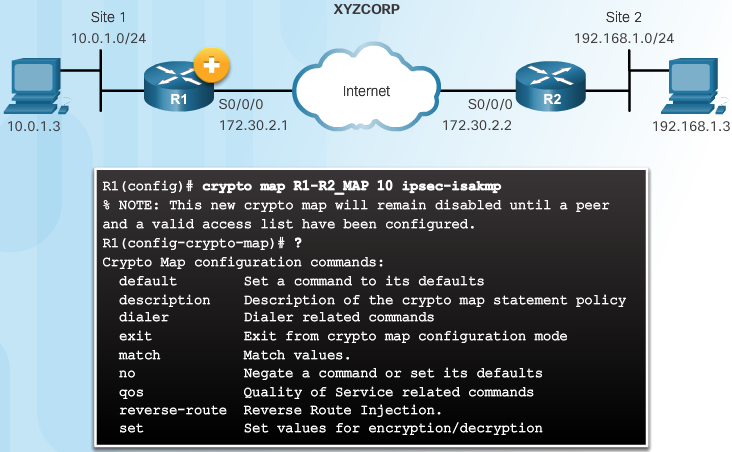 XYZCORP
Site 1
10.0.1.0/24
Site 2
192.168.1.0/24
R1
Internet
R2
S0/0/0
172.30.2.1
S0/0/0
172.30.2.2
10.0.1.3
192.168.1.3
R1(config)# crypto map R1-R2_MAP 10 ipsec-isakmp
% NOTE: This new crypto map will remain disabled until a peer
and a valid access list have been configured.
R1(config-crypto-map)# ?
Crypto Map configuration commands:
default Set a command to its defaults
description Description of the crypto map statement policy
dialer Dialer related commands
exit Exit from crypto map configuration mode
match Match values.
no Negate a command or set its defaults
qos Quality of Service related commands
reverse-route Reverse Route Injection.
set Set values for encryption/decryption